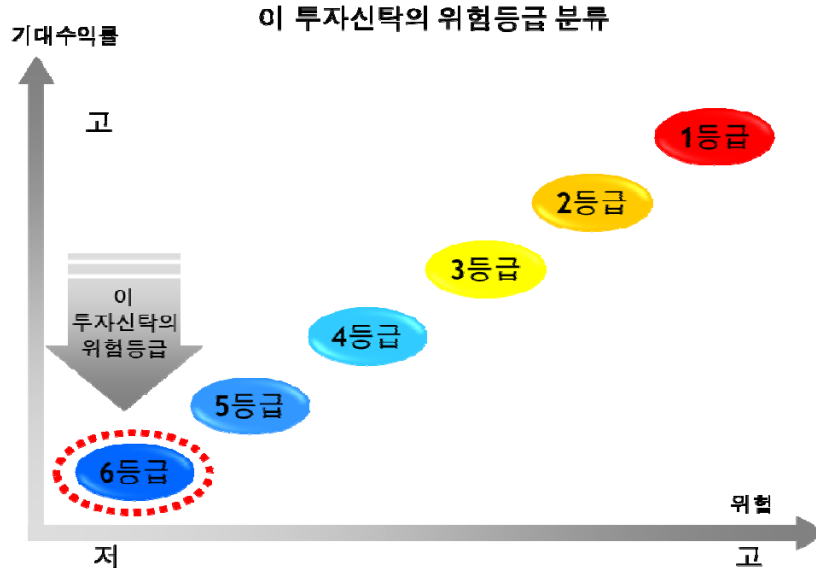 이 투자신탁의 위험등급 분류
기대수익률
고
1등급
2등급
3등급
이
투자신탁의
위험등급
4등급
5등급
6등급
위험
저
고